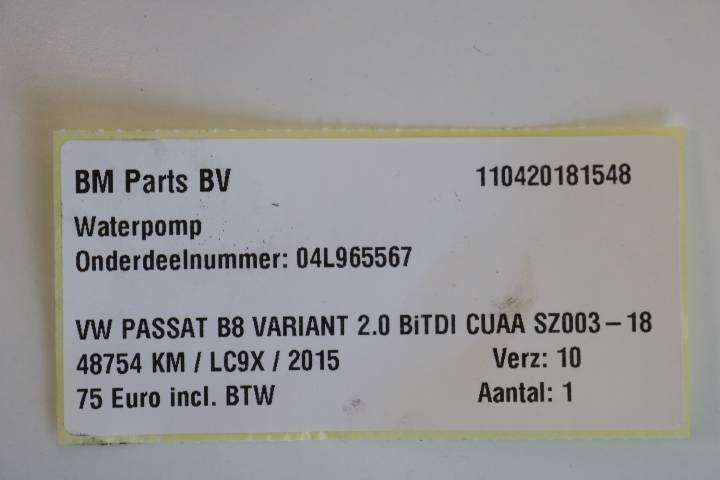 BM Parts BV 110420181548
Waterpomp
Onderdeelnummer: 04L965567
VW PASSAT B8 VARIANT 2.0 BiTDI CUAA SZ003-18
48754 KM / LC9X / 2015 Verz: 10
75 Euro incl. BTW Aantal: 1